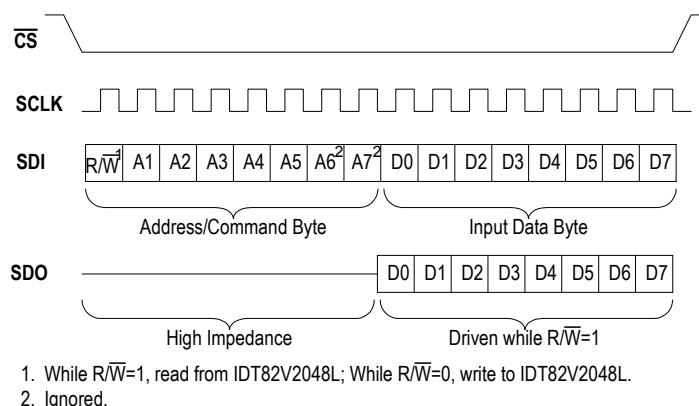 C̅S̅
SCLK
SDI R/W̅¹ A1 A2 A3 A4 A5 A6² A7² D0 D1 D2 D3 D4 D5 D6 D7
Address/Command Byte Input Data Byte
SDO D0 D1 D2 D3 D4 D5 D6 D7
High Impedance Driven while R/W̅=1
1. While R/W̅=1, read from IDT82V2048L; While R/W̅=0, write to IDT82V2048L.
2. Ignored.